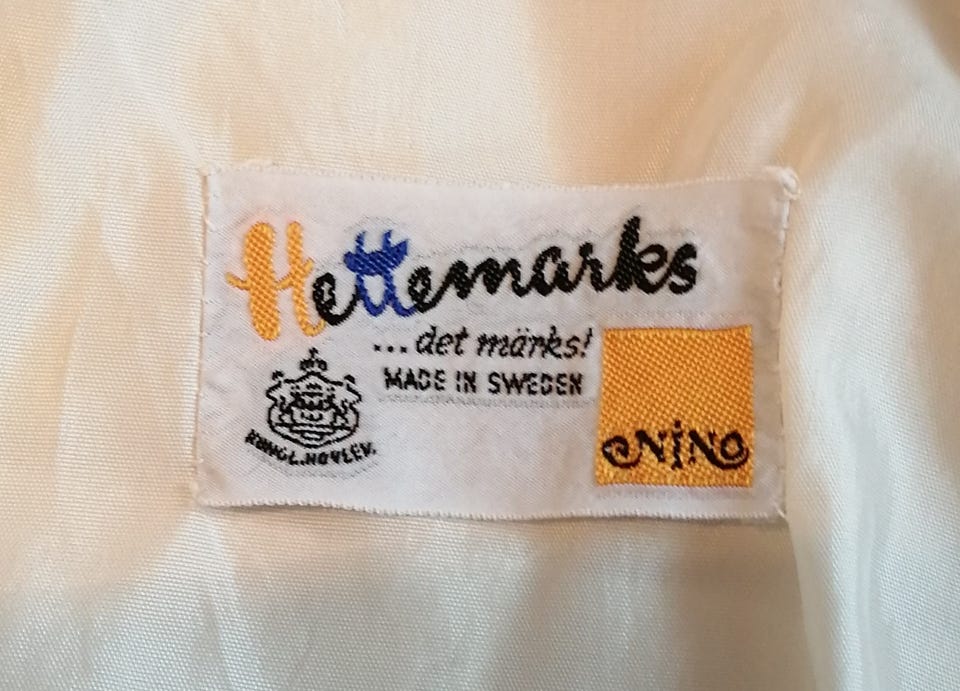 Hettemarks
...det märks!
MADE IN SWEDEN
KUNGL. HOVLEV.
NINO